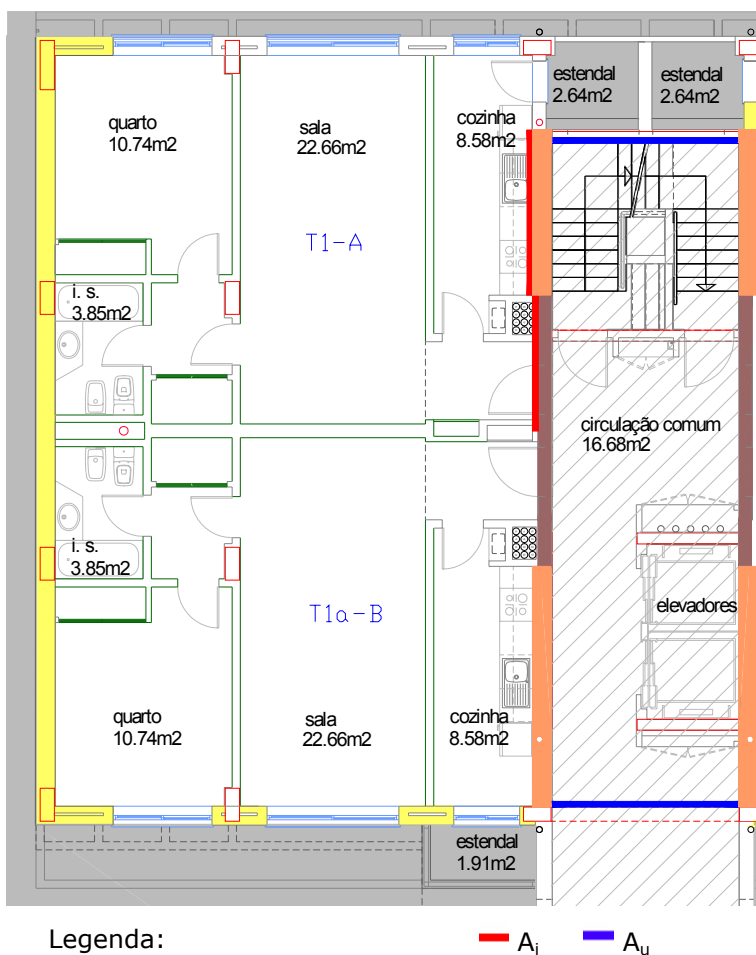 estendal
2.64m2
estendal
2.64m2
quarto
10.74m2
sala
22.66m2
cozinha
8.58m2
T1-A
i. s.
3.85m2
circulação comum
16.68m2
i. s.
3.85m2
T1a-B
elevadores
quarto
10.74m2
sala
22.66m2
cozinha
8.58m2
estendal
1.91m2
Legenda:
Ai
Au